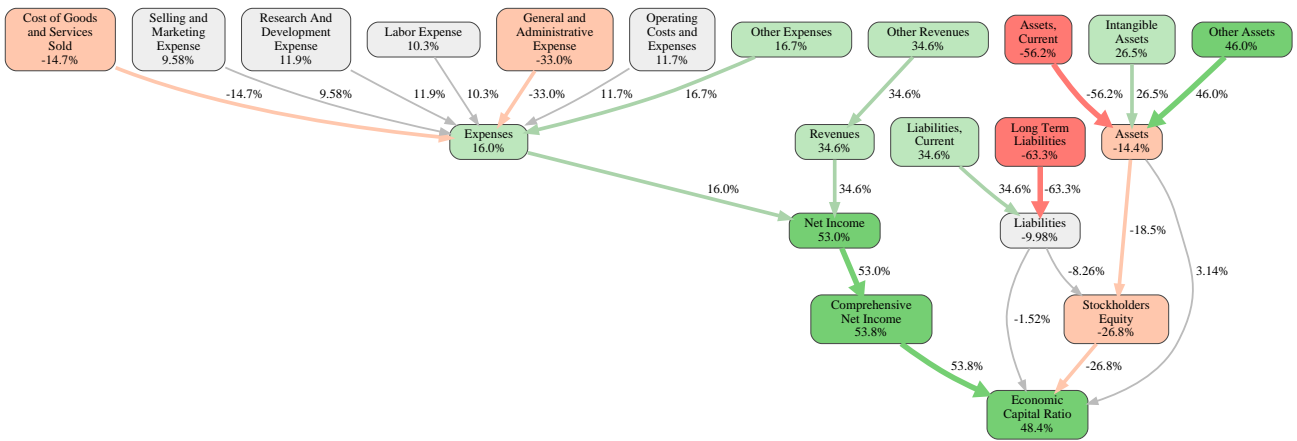 Cost of Goods
and Services
Sold
-14.7%
Selling and
Marketing
Expense
9.58%
Research And
Development
Expense
11.9%
Labor Expense
10.3%
General and
Administrative
Expense
-33.0%
Operating
Costs and
Expenses
11.7%
Other Expenses
16.7%
Other Revenues
34.6%
Assets,
Current
-56.2%
Intangible
Assets
26.5%
Other Assets
46.0%
-14.7%
9.58%
11.9%
10.3%
-33.0%
11.7%
16.7%
34.6%
-56.2%
26.5%
46.0%
Expenses
16.0%
Revenues
34.6%
Liabilities,
Current
34.6%
Long Term
Liabilities
-63.3%
Assets
-14.4%
16.0%
34.6%
34.6%
-63.3%
Net Income
53.0%
Liabilities
-9.98%
-18.5%
3.14%
53.0%
-8.26%
Comprehensive
Net Income
53.8%
-1.52%
Stockholders
Equity
-26.8%
53.8%
-26.8%
Economic
Capital Ratio
48.4%